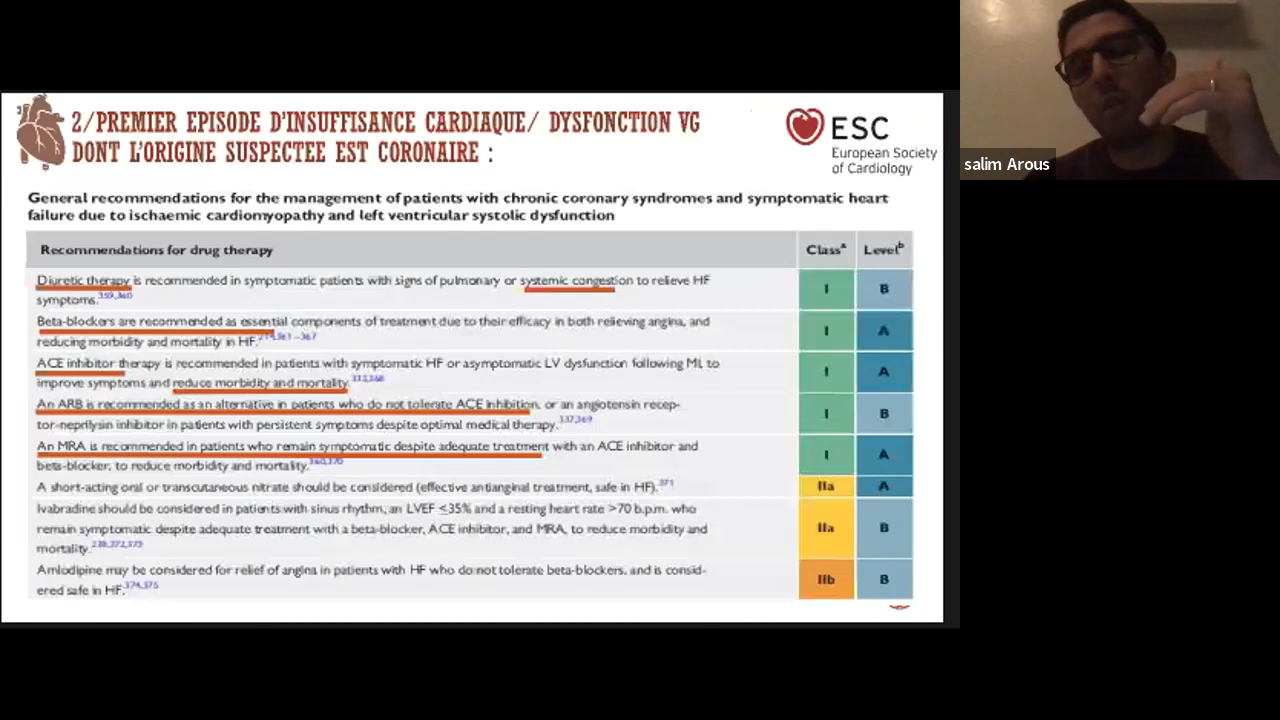 2/PREMIER EPISODE D'INSUFFISANCE CARDIAQUE/ DYSFONCTION VG
DONT L'ORIGINE SUSPECTEE EST CORONAIRE :
ESC
European Society
of Cardiology
salim Arous
General recommendations for the management of patients with chronic coronary syndromes and symptomatic heart
failure due to ischaemic cardiomyopathy and left ventricular systolic dysfunction
Recommendations for drug therapy Classa Levelb
Diuretic therapy is recommended in symptomatic patients with signs of pulmonary or systemic congestion to relieve HF
symptoms.359,360 I B
Beta-blockers are recommended as essential components of treatment due to their efficacy in both relieving angina, and
reducing morbidity and mortality in HF. I A
ACE inhibitor therapy is recommended in patients with symptomatic HF or asymptomatic LV dysfunction following MI, to
improve symptoms and reduce morbidity and mortality. I A
An ARB is recommended as an alternative in patients who do not tolerate ACE inhibition, or an angiotensin recep-
tor-neprilysin inhibitor in patients with persistent symptoms despite optimal medical therapy. I B
An MRA is recommended in patients who remain symptomatic despite adequate treatment with an ACE inhibitor and
beta-blocker, to reduce morbidity and mortality. I A
A short-acting oral or transcutaneous nitrate should be considered (effective antianginal treatment, safe in HF).371 IIa A
Ivabradine should be considered in patients with sinus rhythm, an LVEF ≤35% and a resting heart rate >70 b.p.m. who
remain symptomatic despite adequate treatment with a beta-blocker, ACE inhibitor, and MRA, to reduce morbidity and
mortality. IIa B
Amlodipine may be considered for relief of angina in patients with HF who do not tolerate beta-blockers, and is consid-
ered safe in HF.374,375 IIb B